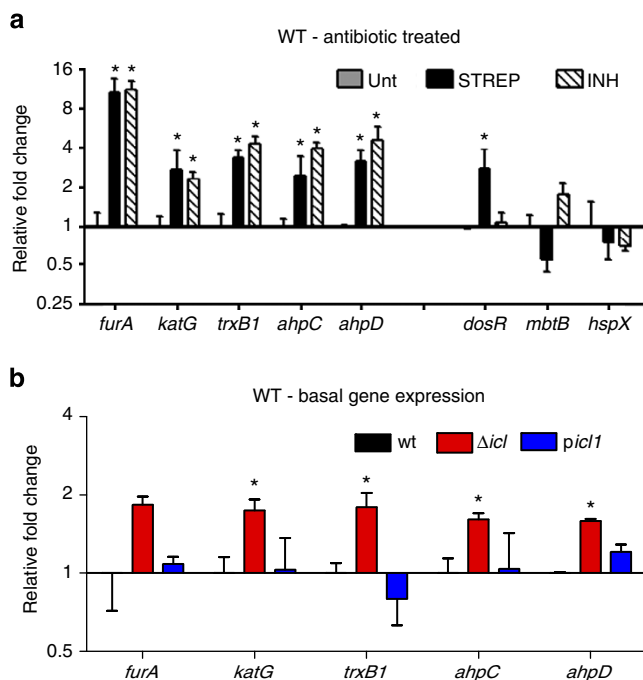 a
WT - antibiotic treated
Unt STREP INH
Relative fold change
16
8
4
2
1
0.5
0.25
* * * * * * * * * * *
furA katG trxB1 ahpC ahpD dosR mbtB hspX
b
WT - basal gene expression
wt Δicl picl1
Relative fold change
4
2
1
0.5
* * * *
furA katG trxB1 ahpC ahpD